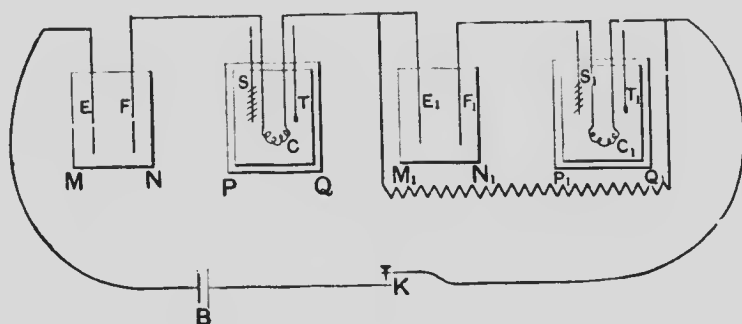 E F S T C
M N P Q
E₁ F₁ S₁ T₁ C₁
M₁ N₁ P₁ Q₁
B K